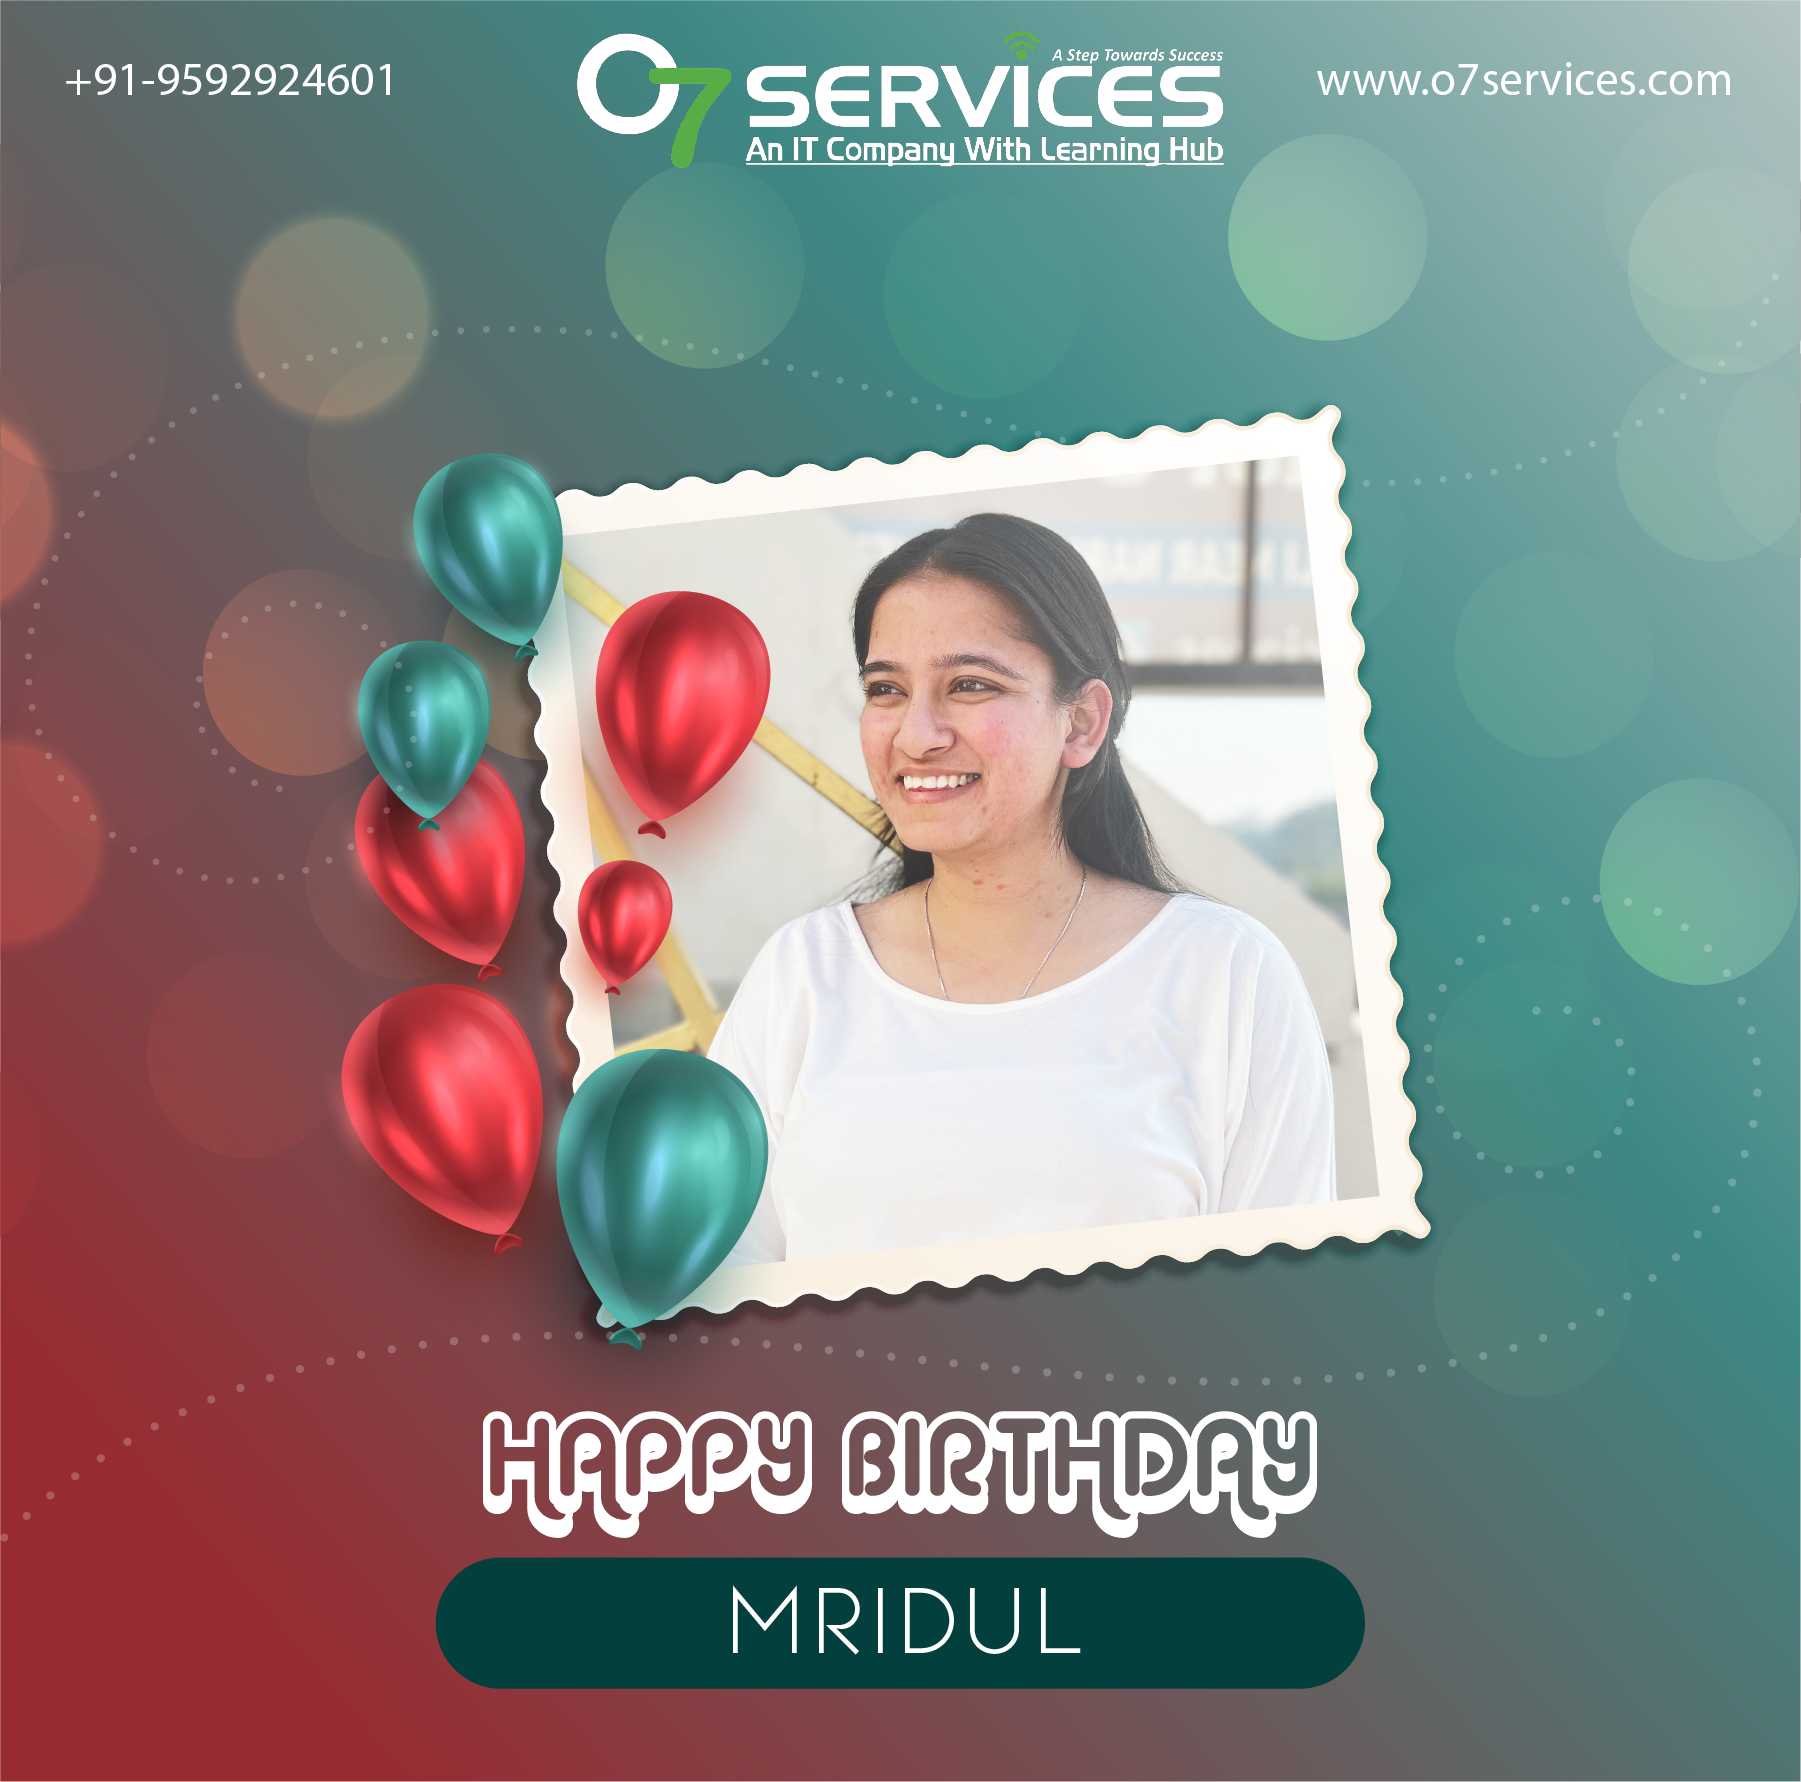 +91-9592924601
O7 SERVICES
A Step Towards Success
An IT Company With Learning Hub
www.o7services.com
HAPPY BIRTHDAY
MRIDUL